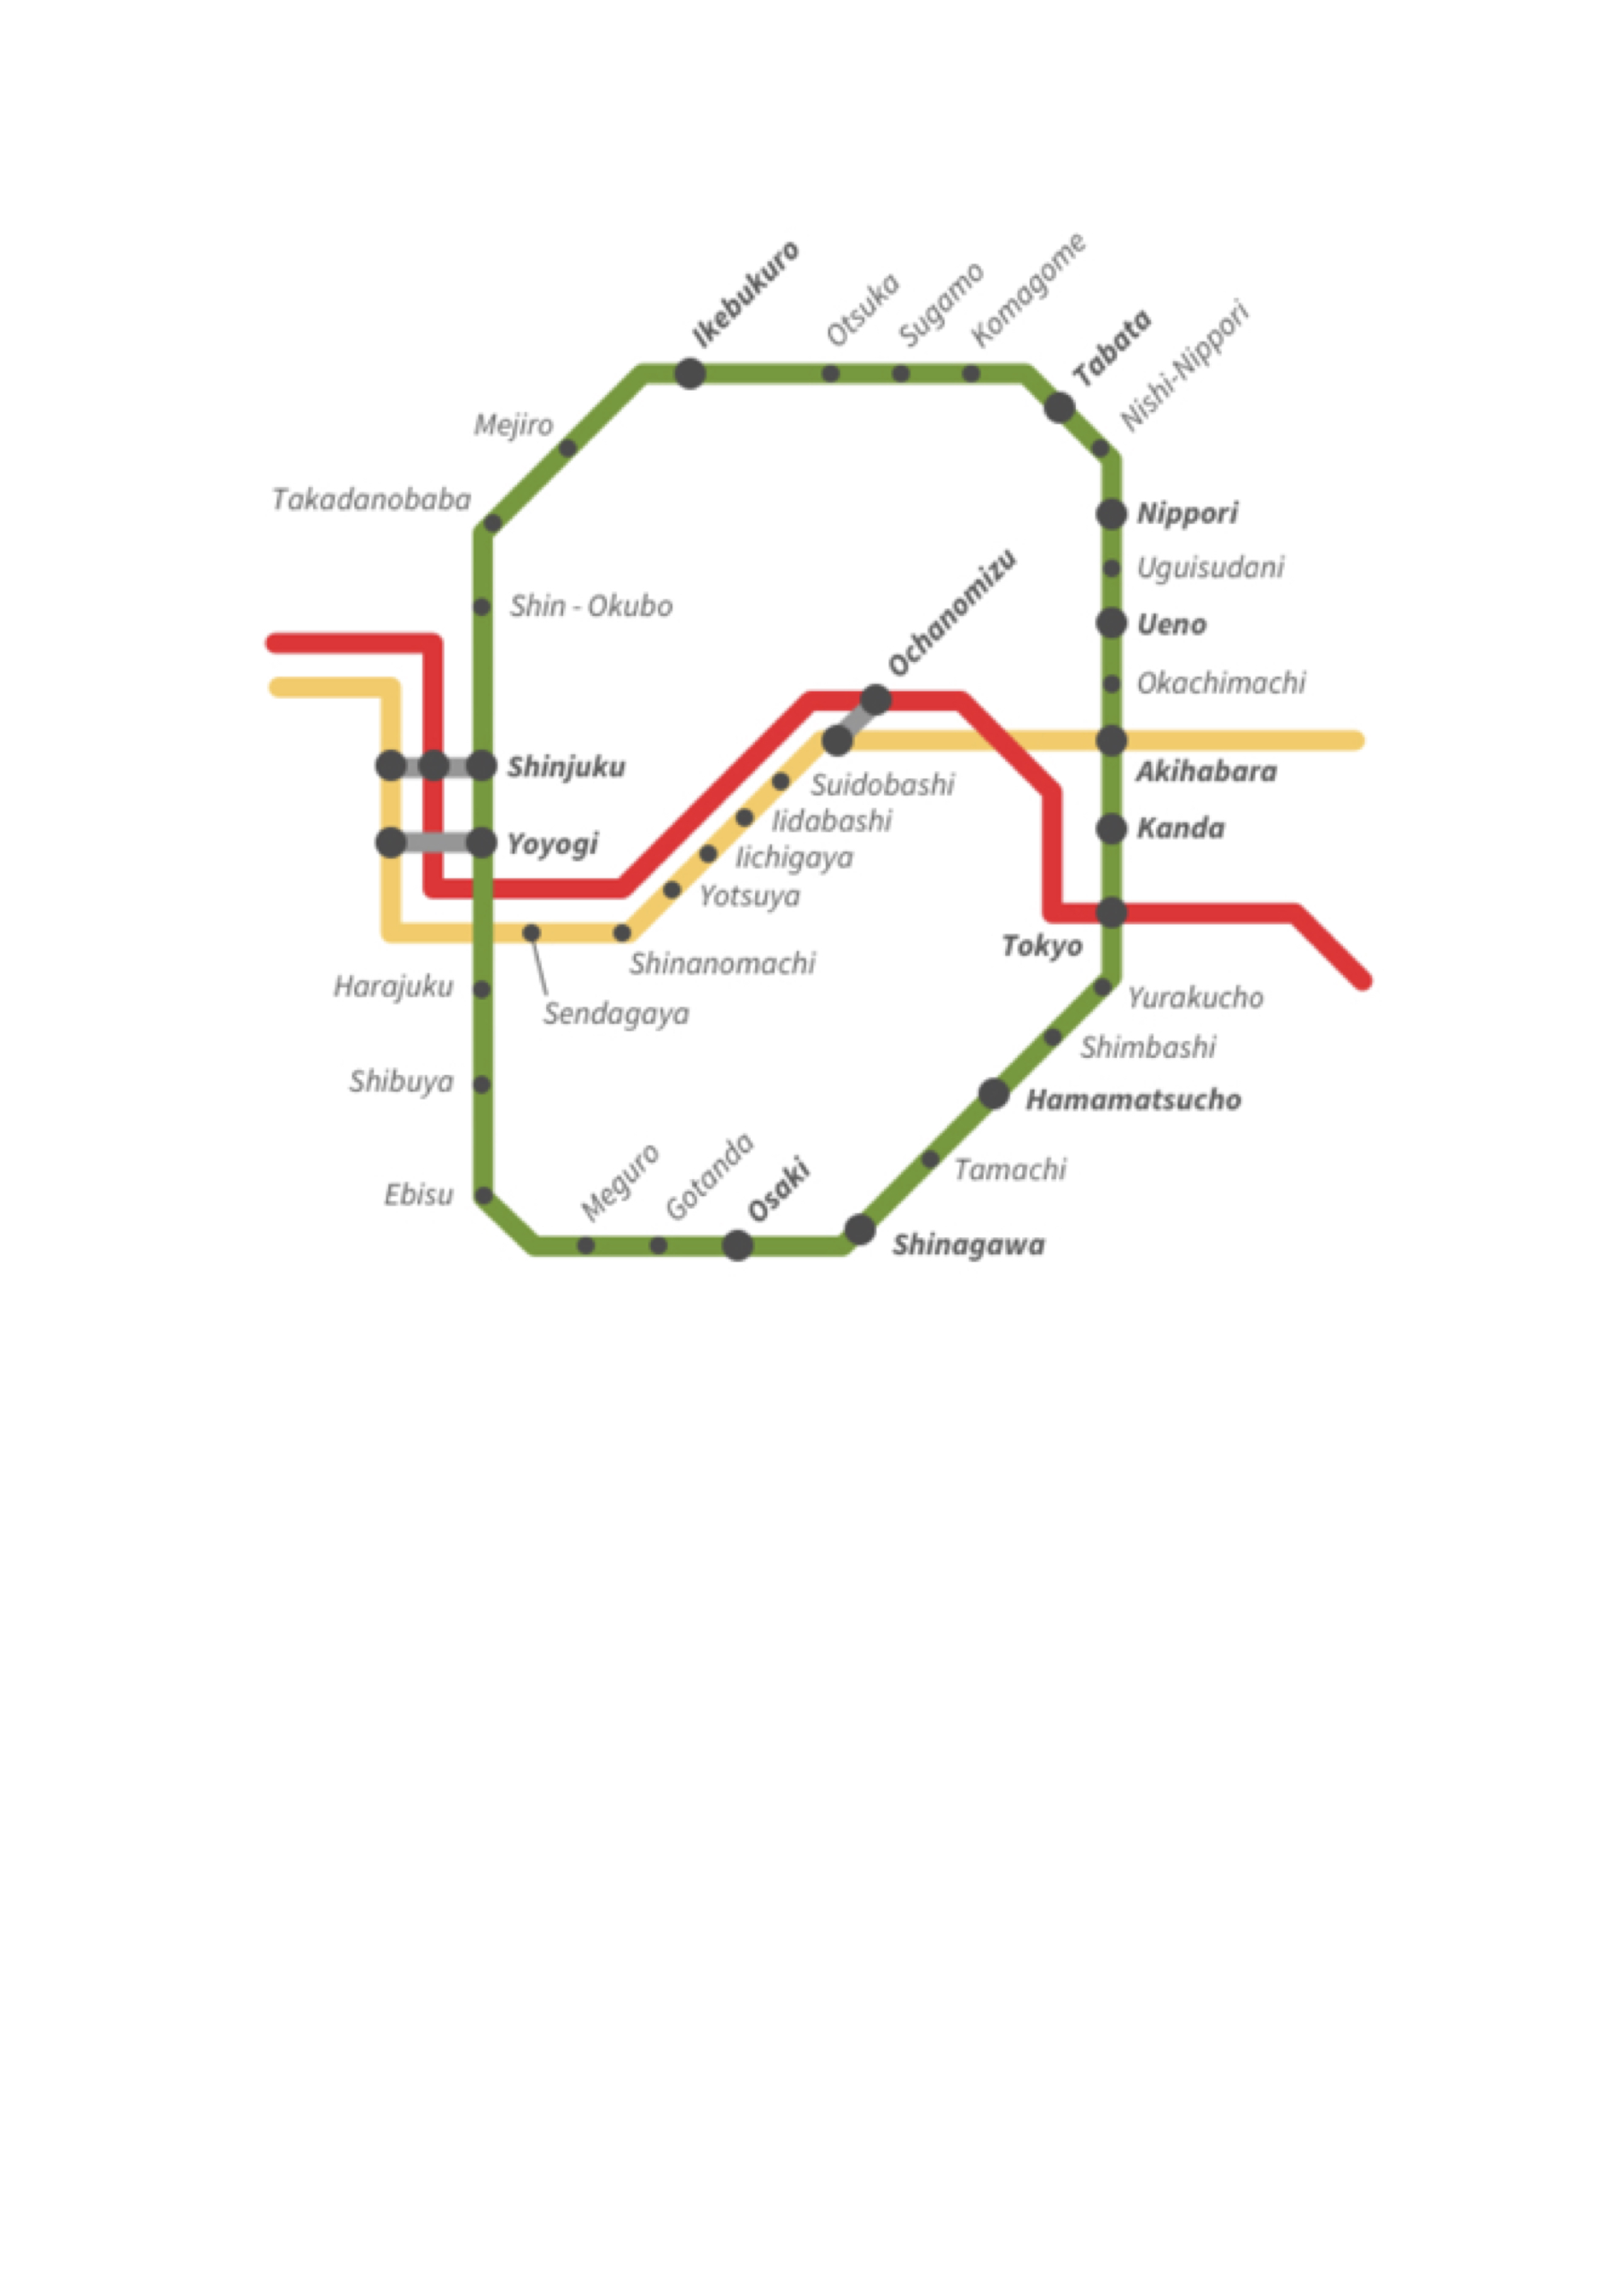 Ikebukuro
Otsuka
Sugamo
Komagome
Tabata
Nishi-Nippori
Mejiro
Takadanobaba
Nippori
Uguisudani
Shin - Okubo
Ueno
Ochanomizu
Okachimachi
Shinjuku
Akihabara
Suidobashi
Iidabashi
Kanda
Yoyogi
Iichigaya
Yotsuya
Tokyo
Shinanomachi
Harajuku
Yurakucho
Sendagaya
Shimbashi
Shibuya
Hamamatsucho
Tamachi
Ebisu
Meguro
Gotanda
Osaki
Shinagawa